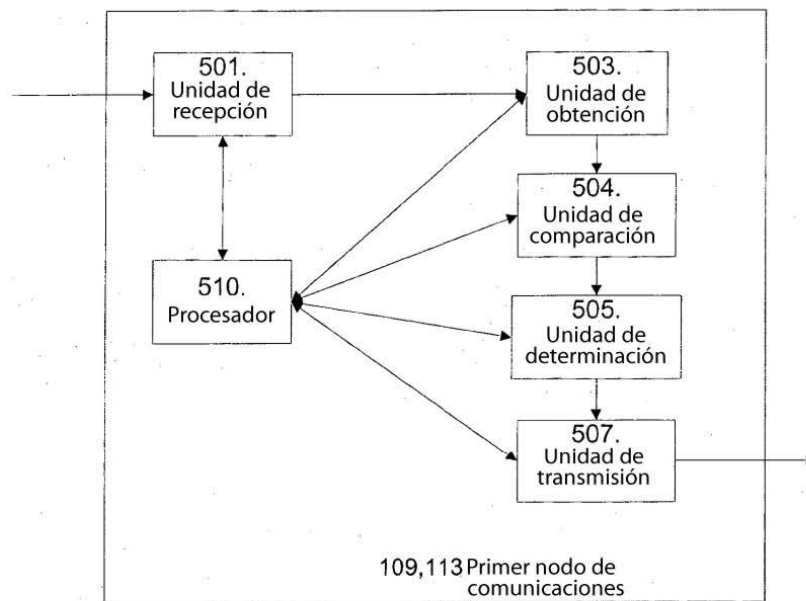 501.
Unidad de
recepción
503.
Unidad de
obtención
504.
Unidad de
comparación
510.
Procesador
505.
Unidad de
determinación
507.
Unidad de
transmisión
109,113 Primer nodo de
comunicaciones